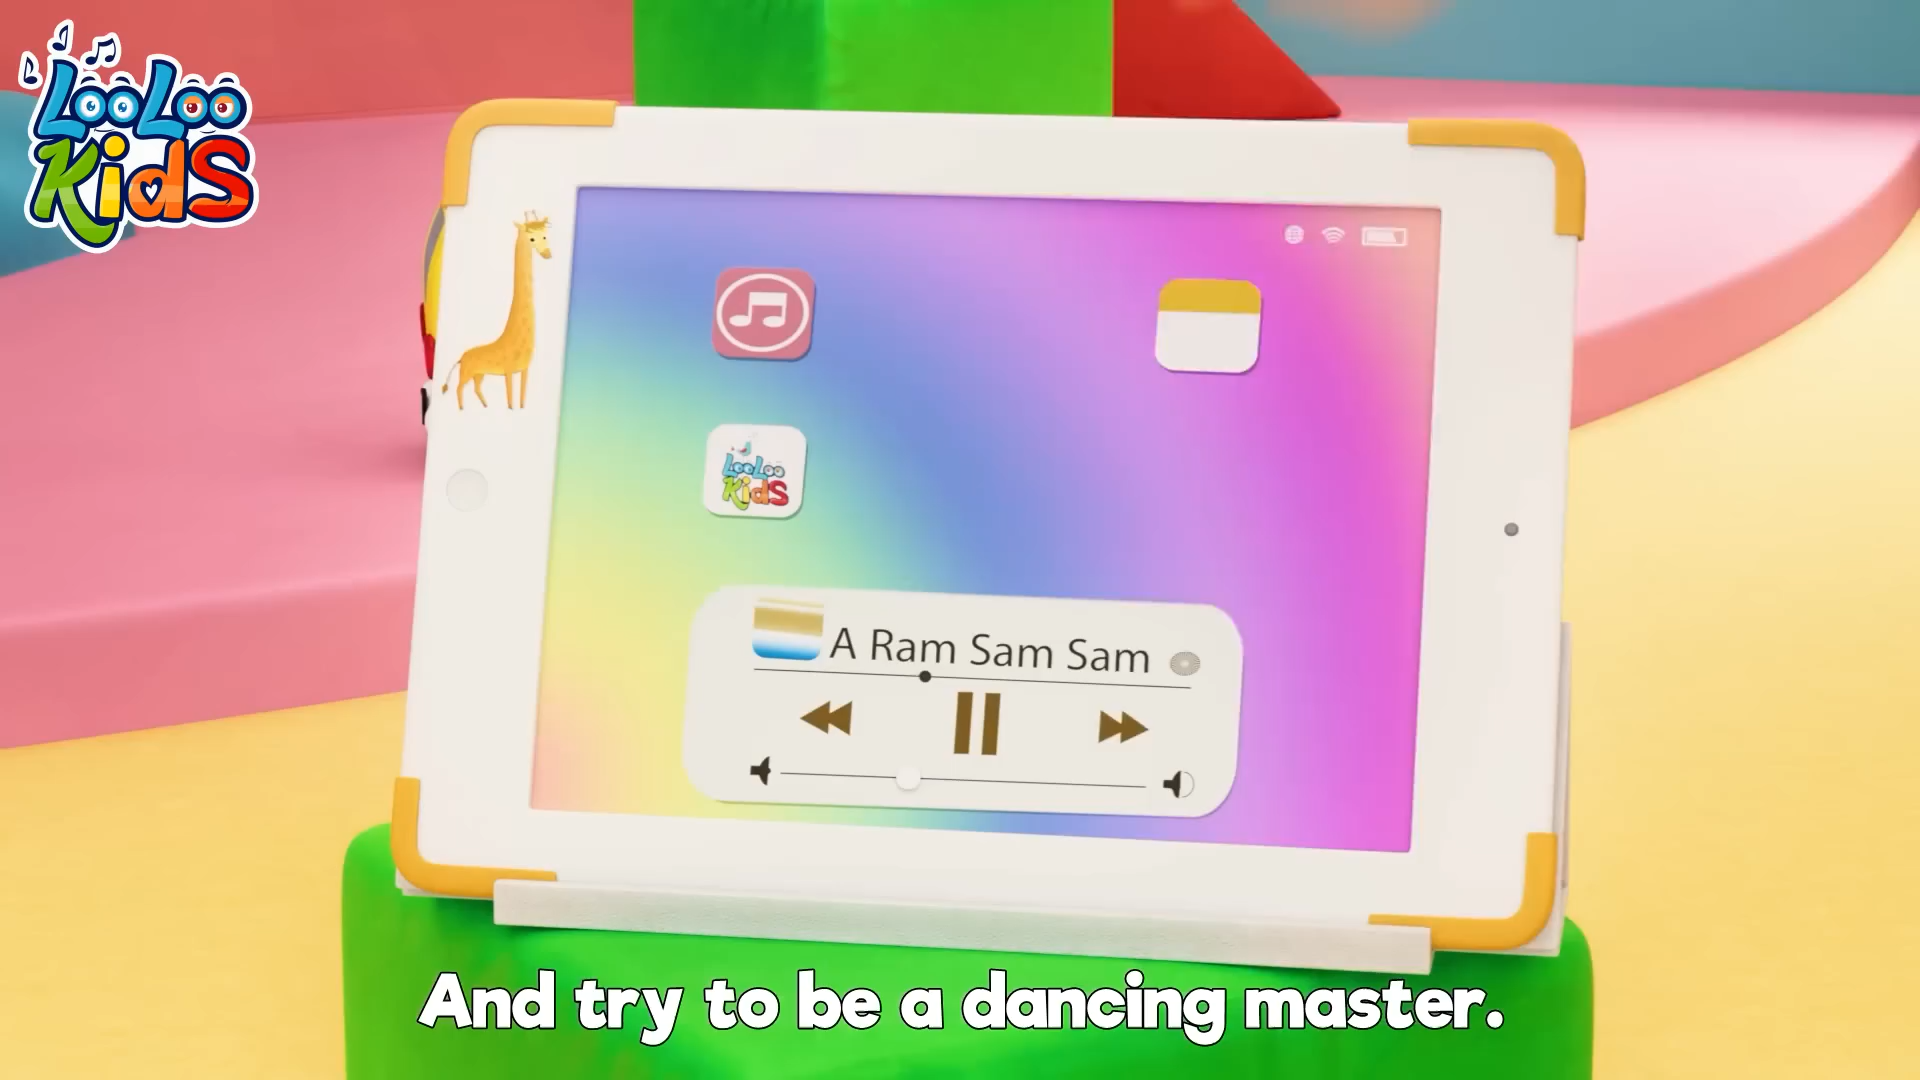 LooLoo
Kids
LooLoo
Kids
A Ram Sam Sam
And try to be a dancing master.